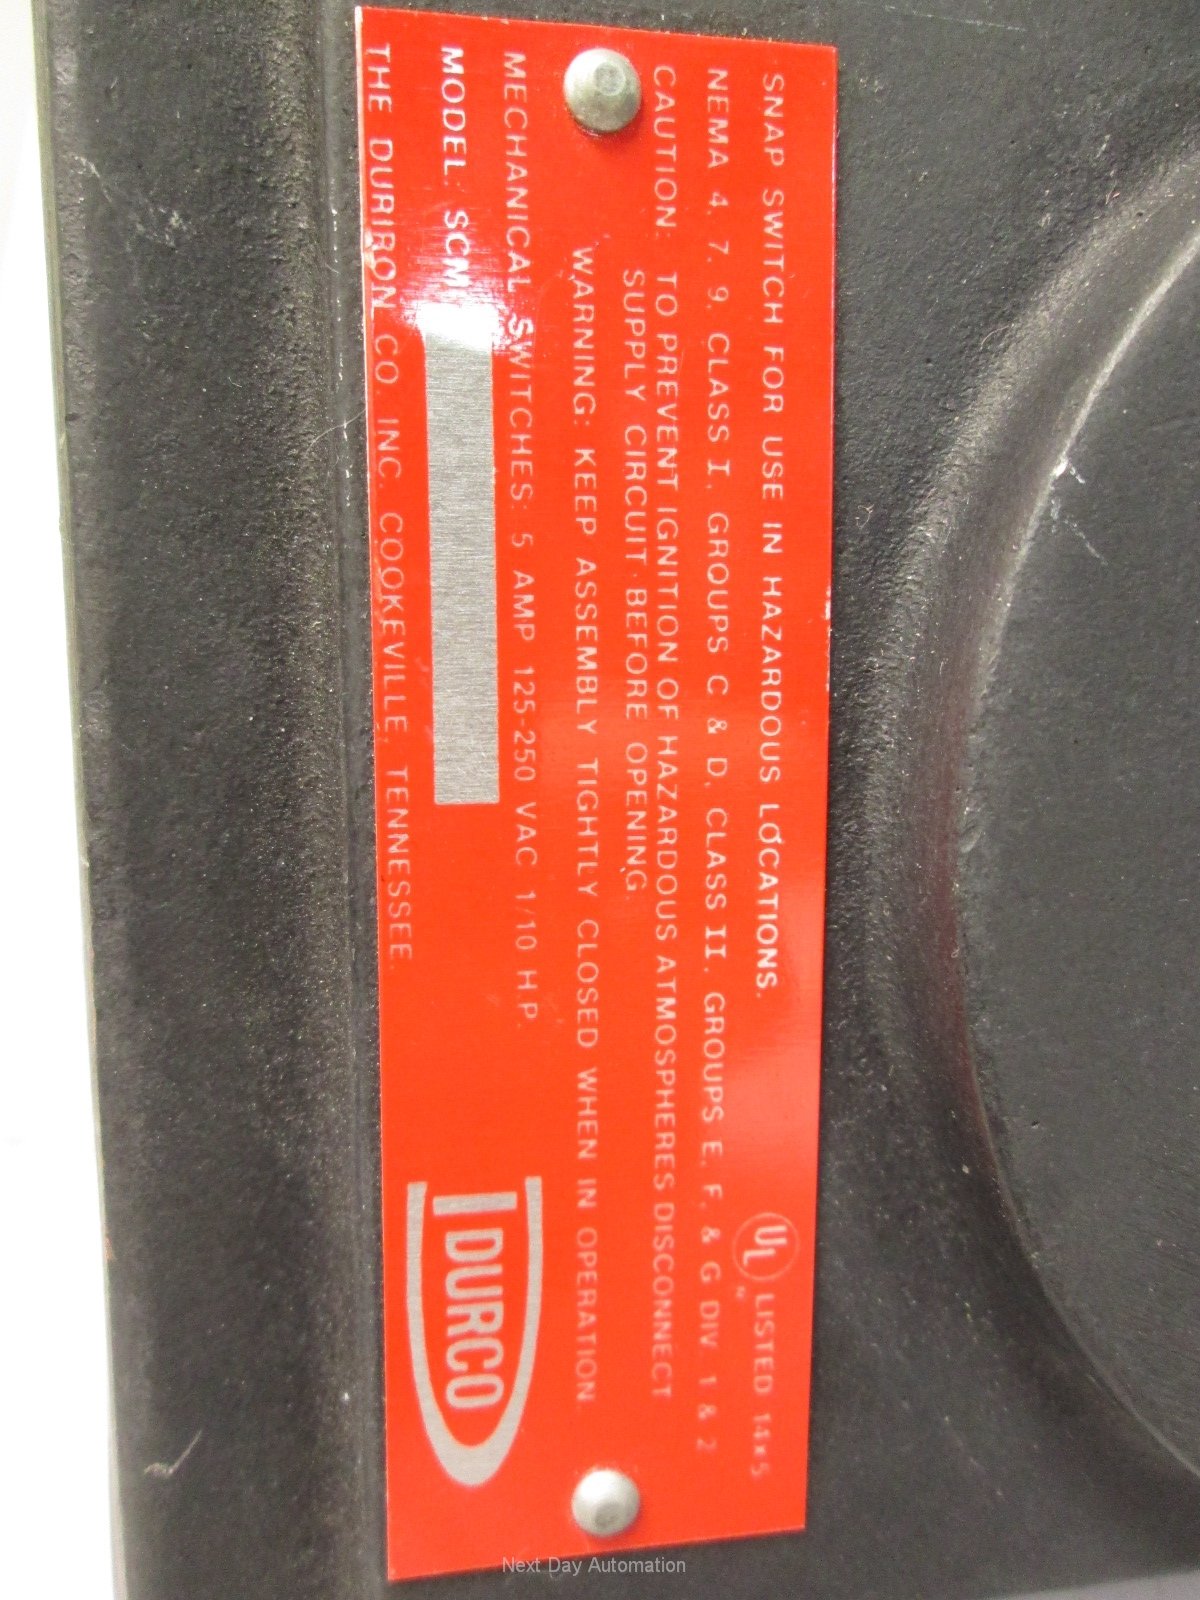 SNAP SWITCH FOR USE IN HAZARDOUS LOCATIONS.
UL LISTED 14x5
NEMA 4, 7, 9, CLASS I, GROUPS C & D, CLASS II, GROUPS E, F, & G DIV. 1 & 2
CAUTION: TO PREVENT IGNITION OF HAZARDOUS ATMOSPHERES DISCONNECT
SUPPLY CIRCUIT BEFORE OPENING
WARNING: KEEP ASSEMBLY TIGHTLY CLOSED WHEN IN OPERATION.
MECHANICAL SWITCHES: 5 AMP 125-250 VAC 1/10 H.P.
MODEL: SCM
THE DURIRON CO. INC. COOKEVILLE, TENNESSEE.
DURCO
Next Day Automation